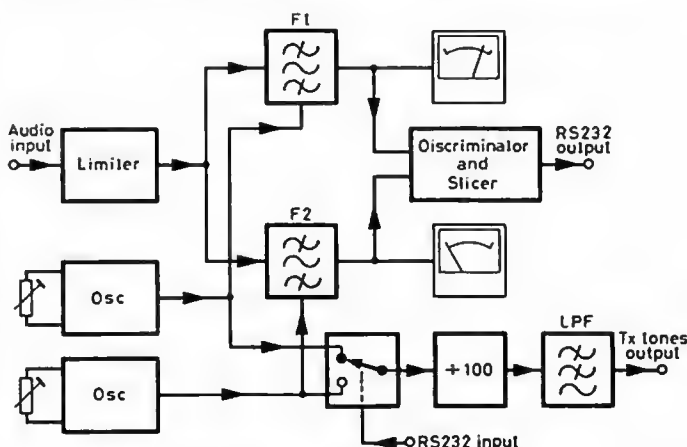 F1
Audio
input
Limiter
Discriminator
and
Slicer
RS232
output
F2
Osc
Osc
÷100
LPF
Tx tones
output
RS232 input